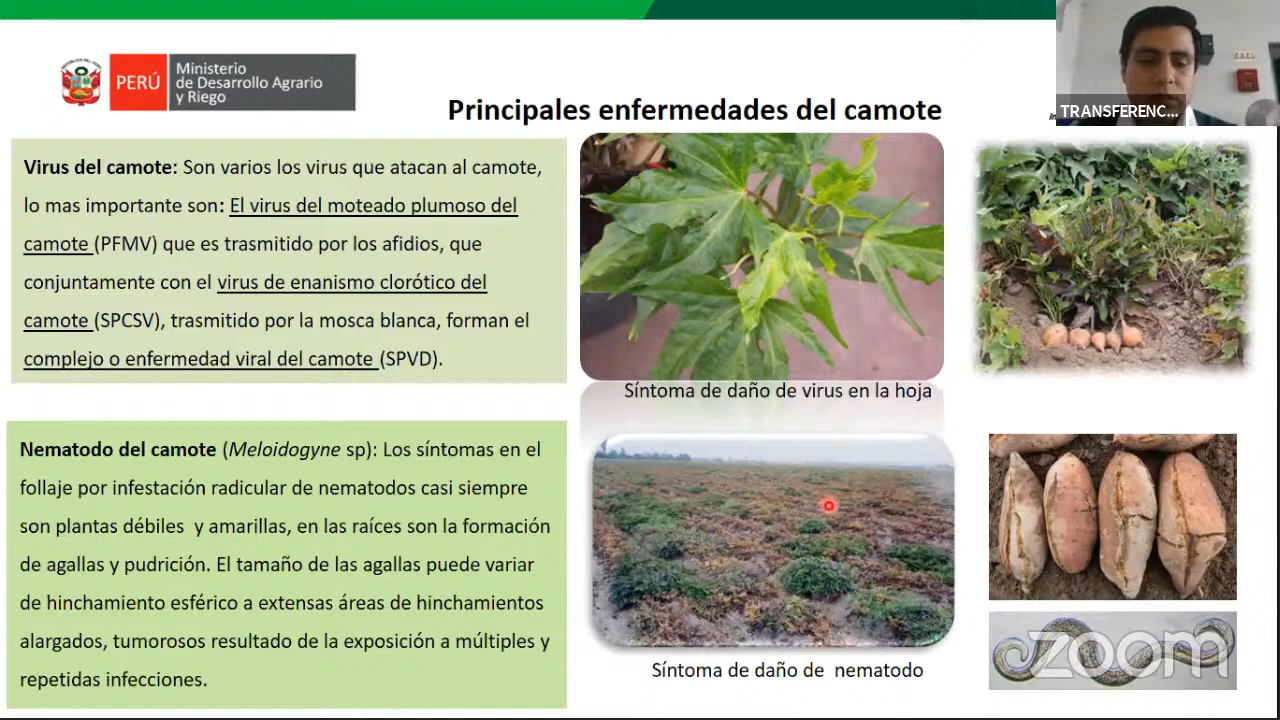 PERÚ
Ministerio
de Desarrollo Agrario
y Riego
TRANSFERENC...
Principales enfermedades del camote
Virus del camote: Son varios los virus que atacan al camote,
lo mas importante son: El virus del moteado plumoso del
camote (PFMV) que es trasmitido por los afidios, que
conjuntamente con el virus de enanismo clorótico del
camote (SPCSV), trasmitido por la mosca blanca, forman el
complejo o enfermedad viral del camote (SPVD).
Síntoma de daño de virus en la hoja
Nematodo del camote (Meloidogyne sp): Los síntomas en el
follaje por infestación radicular de nematodos casi siempre
son plantas débiles y amarillas, en las raíces son la formación
de agallas y pudrición. El tamaño de las agallas puede variar
de hinchamiento esférico a extensas áreas de hinchamientos
alargados, tumorosos resultado de la exposición a múltiples y
repetidas infecciones.
Síntoma de daño de nematodo
zoom